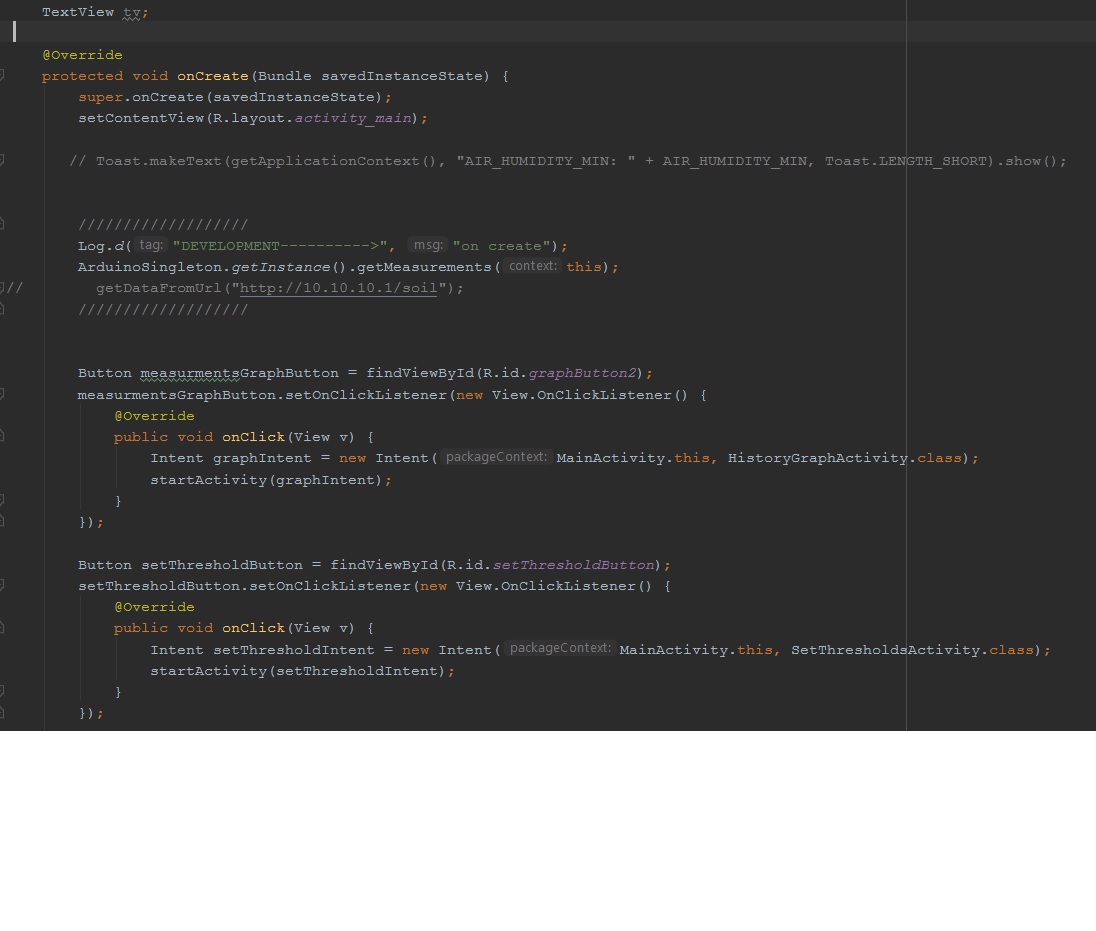 TextView tv;
@Override
protected void onCreate(Bundle savedInstanceState) {
super.onCreate(savedInstanceState);
setContentView(R.layout.activity_main);
// Toast.makeText(getApplicationContext(), "AIR_HUMIDITY_MIN: " + AIR_HUMIDITY_MIN, Toast.LENGTH_SHORT).show();
///////////////////
Log.d( tag: "DEVELOPMENT---------->", msg: "on create");
ArduinoSingleton.getInstance().getMeasurements( context: this);
// getDataFromUrl("http://10.10.10.1/soil");
///////////////////
Button measurmentsGraphButton = findViewById(R.id.graphButton2);
measurmentsGraphButton.setOnClickListener(new View.OnClickListener() {
@Override
public void onClick(View v) {
Intent graphIntent = new Intent( packageContext: MainActivity.this, HistoryGraphActivity.class);
startActivity(graphIntent);
}
});
Button setThresholdButton = findViewById(R.id.setThresholdButton);
setThresholdButton.setOnClickListener(new View.OnClickListener() {
@Override
public void onClick(View v) {
Intent setThresholdIntent = new Intent( packageContext: MainActivity.this, SetThresholdsActivity.class);
startActivity(setThresholdIntent);
}
});